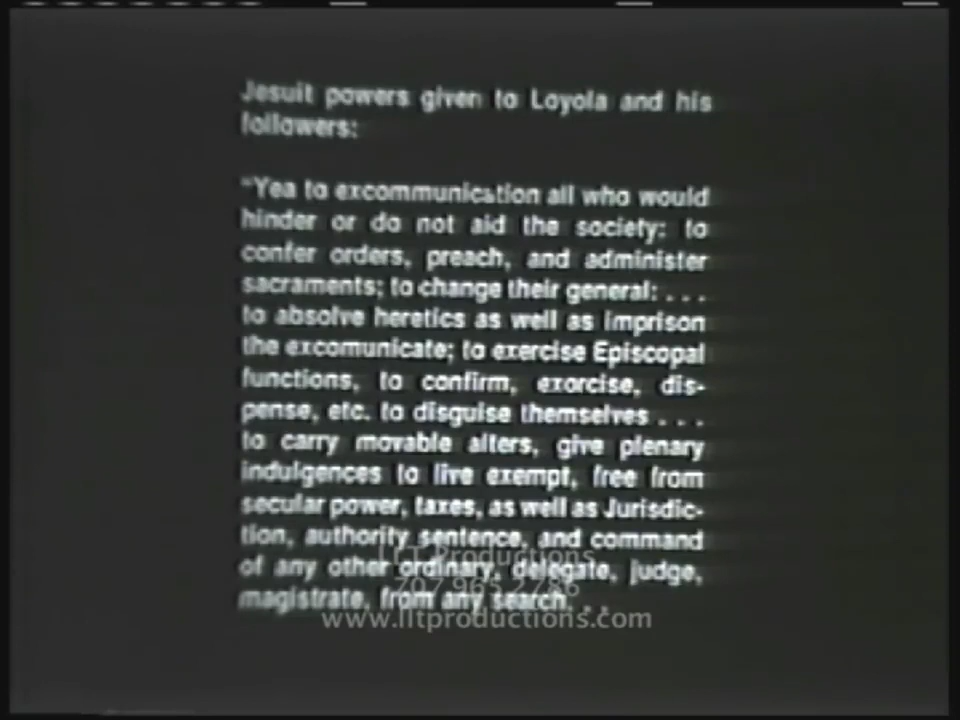 Jesuit powers given to Loyola and his
followers:
"Yea to excommunication all who would
hinder or do not aid the society; to
confer orders, preach, and administer
sacraments; to change their general: . . .
to absolve heretics as well as imprison
the excomunicate; to exercise Episcopal
functions, to confirm, exorcise, dis-
pense, etc. to disguise themselves . . .
to carry movable alters, give plenary
indulgences to live exempt, free from
secular power, taxes, as well as Jurisdic-
tion, authority sentence, and command
of any other ordinary, delegate, judge,
magistrate, from any search. . .
LIT Productions
707.965.2786
www.litproductions.com